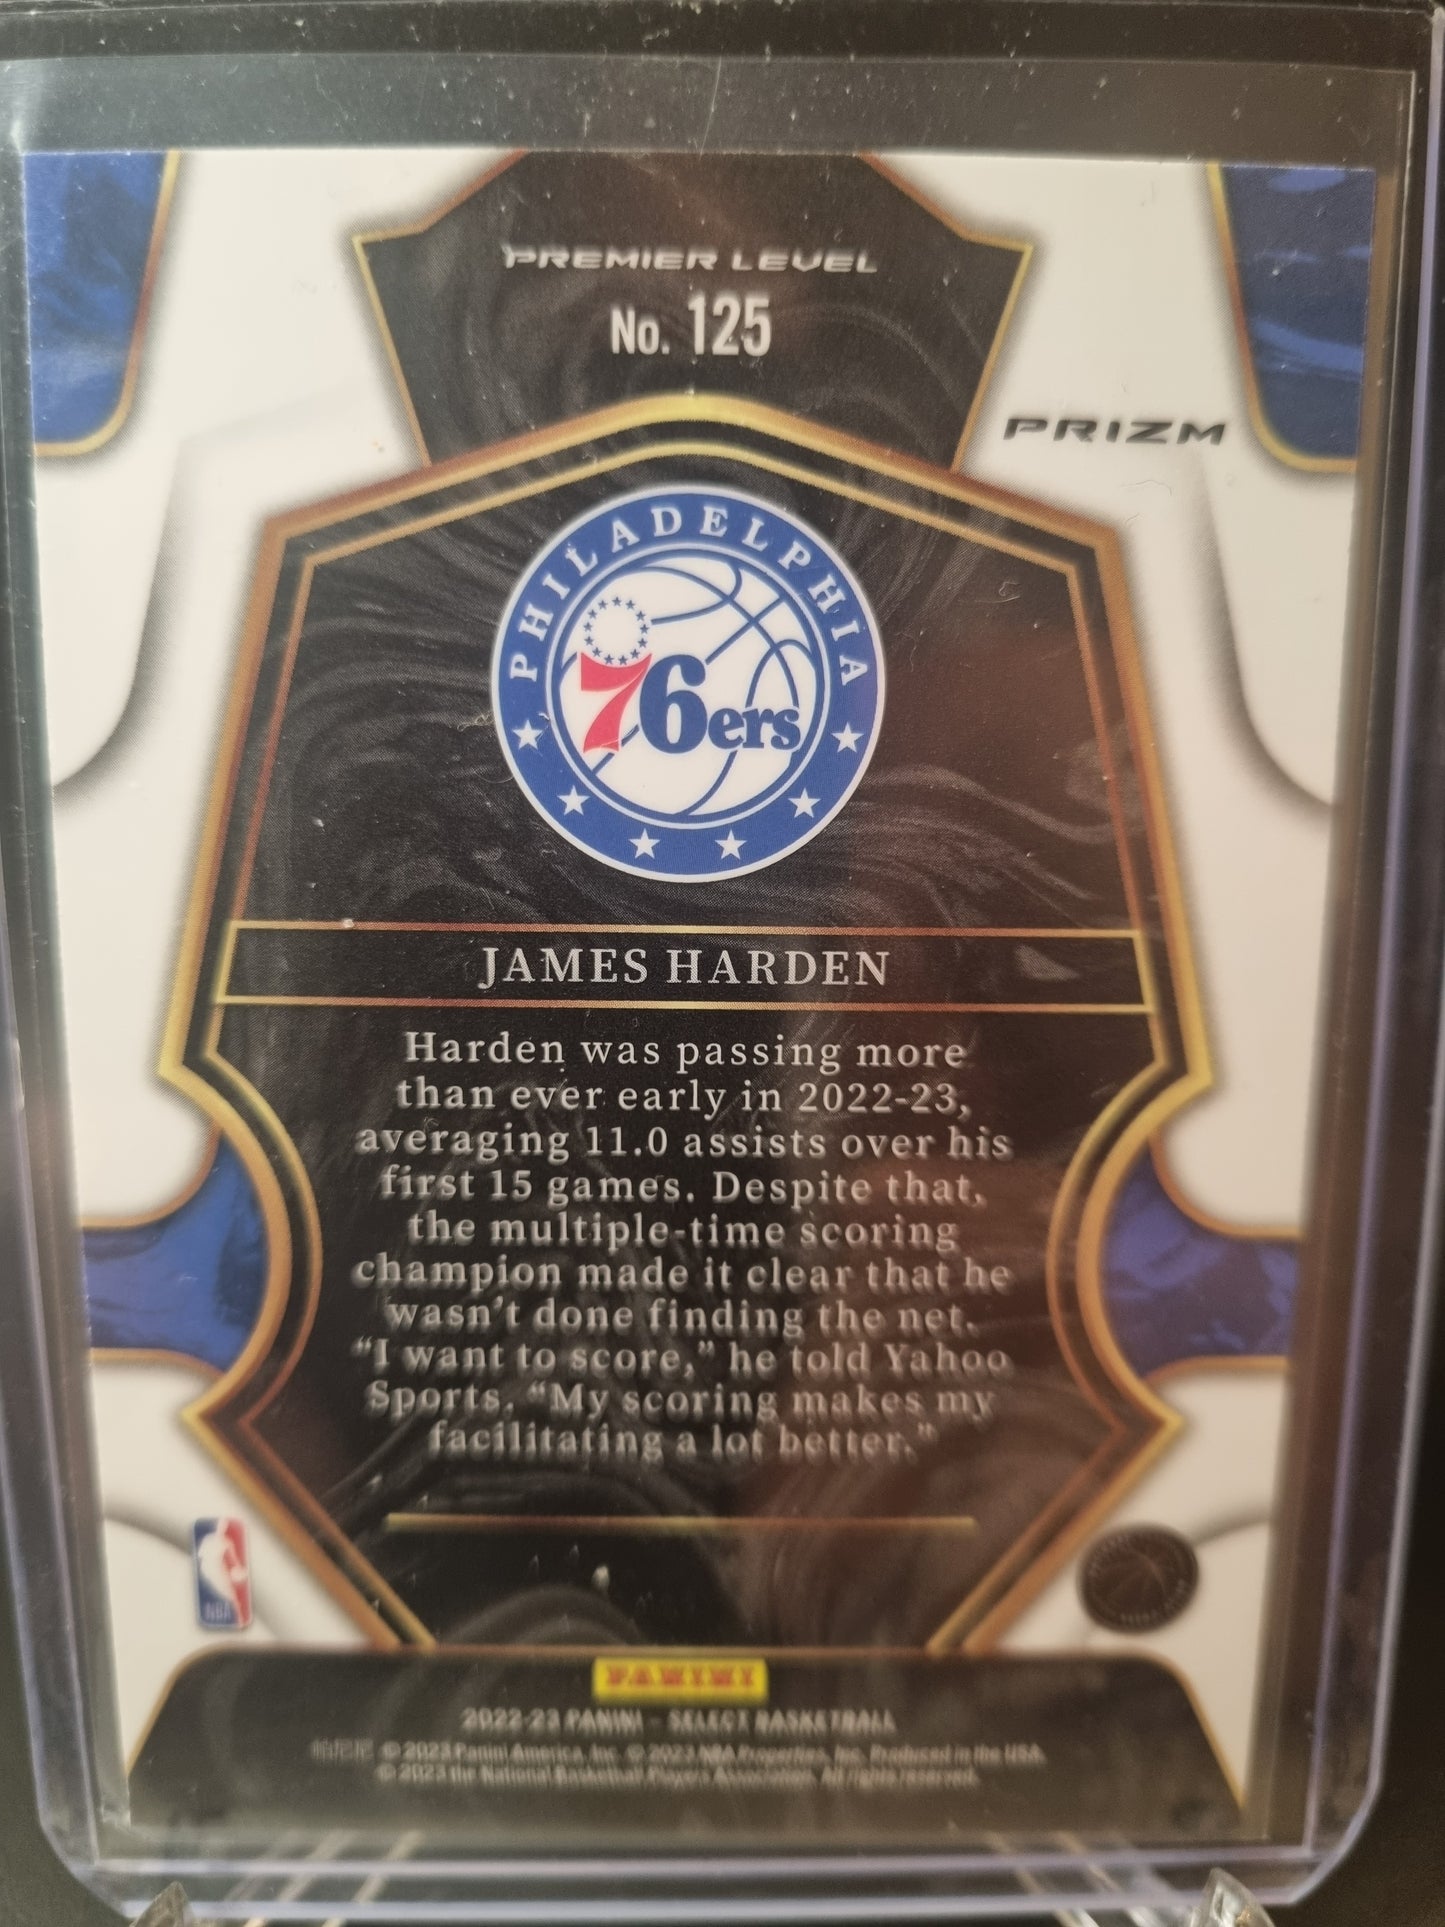 PREMIER LEVEL
No. 125
PRIZM
PHILADELPHIA
76ers
JAMES HARDEN
Harden was passing more
than ever early in 2022-23,
averaging 11.0 assists over his
first 15 games. Despite that,
the multiple-time scoring
champion made it clear that he
wasn't done finding the net.
“I want to score,” he told Yahoo
Sports. “My scoring makes my
facilitating a lot better.”
NBA
PANINI
2022-23 PANINI - SELECT BASKETBALL
© 2023 Panini America, Inc. © 2023 NBA Properties, Inc. Produced in the USA.
© 2023 the National Basketball Players Association. All rights reserved.